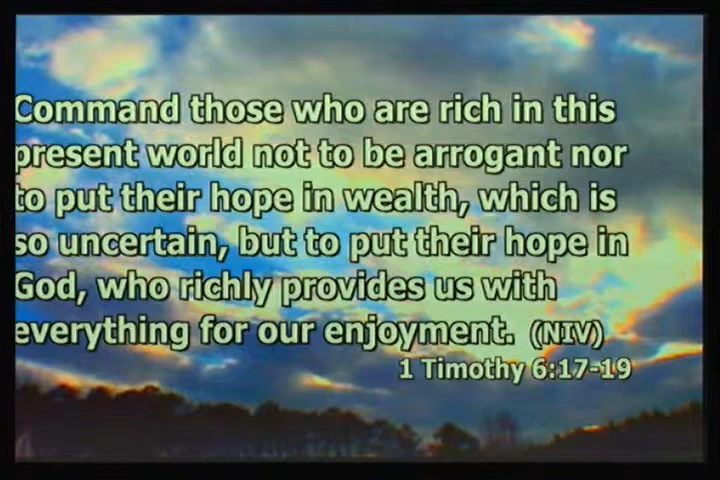 Command those who are rich in this
present world not to be arrogant nor
to put their hope in wealth, which is
so uncertain, but to put their hope in
God, who richly provides us with
everything for our enjoyment. (NIV)
1 Timothy 6:17-19